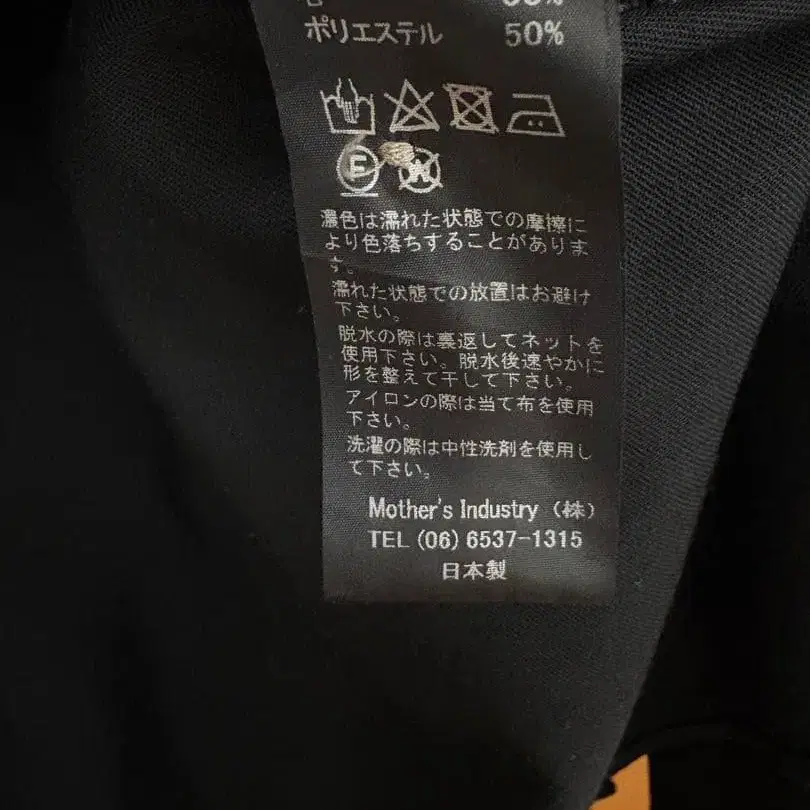 ポリエステル 50%
E
W
濃色は濡れた状態での摩擦に
より色落ちすることがありま
す。
濡れた状態での放置はお避け
下さい。
脱水の際は裏返してネットを
使用下さい。脱水後速やかに
形を整えて干して下さい。
アイロンの際は当て布を使用
下さい。
洗濯の際は中性洗剤を使用し
て下さい。
Mother's Industry (株)
TEL (06) 6537-1315
日本製